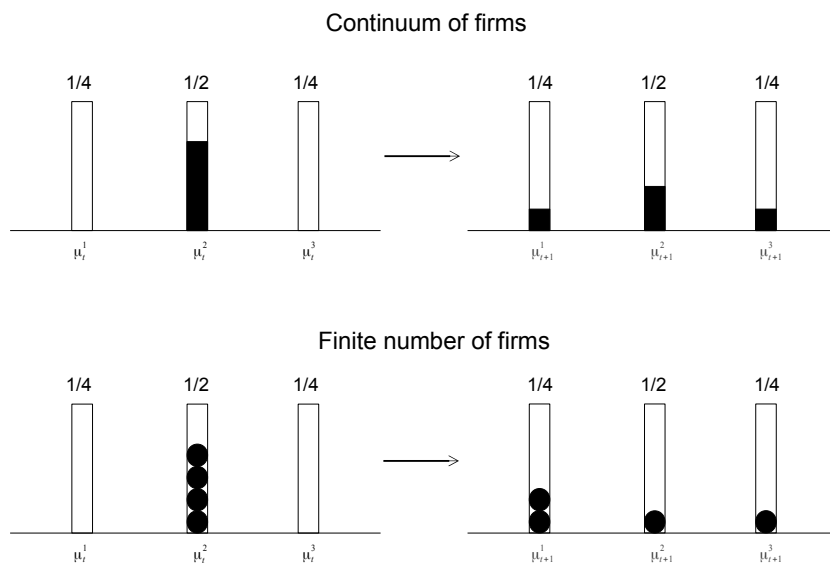 Continuum of firms
1/4 1/2 1/4 1/4 1/2 1/4
μ_t^1 μ_t^2 μ_t^3 μ_{t+1}^1 μ_{t+1}^2 μ_{t+1}^3
Finite number of firms
1/4 1/2 1/4 1/4 1/2 1/4
μ_t^1 μ_t^2 μ_t^3 μ_{t+1}^1 μ_{t+1}^2 μ_{t+1}^3